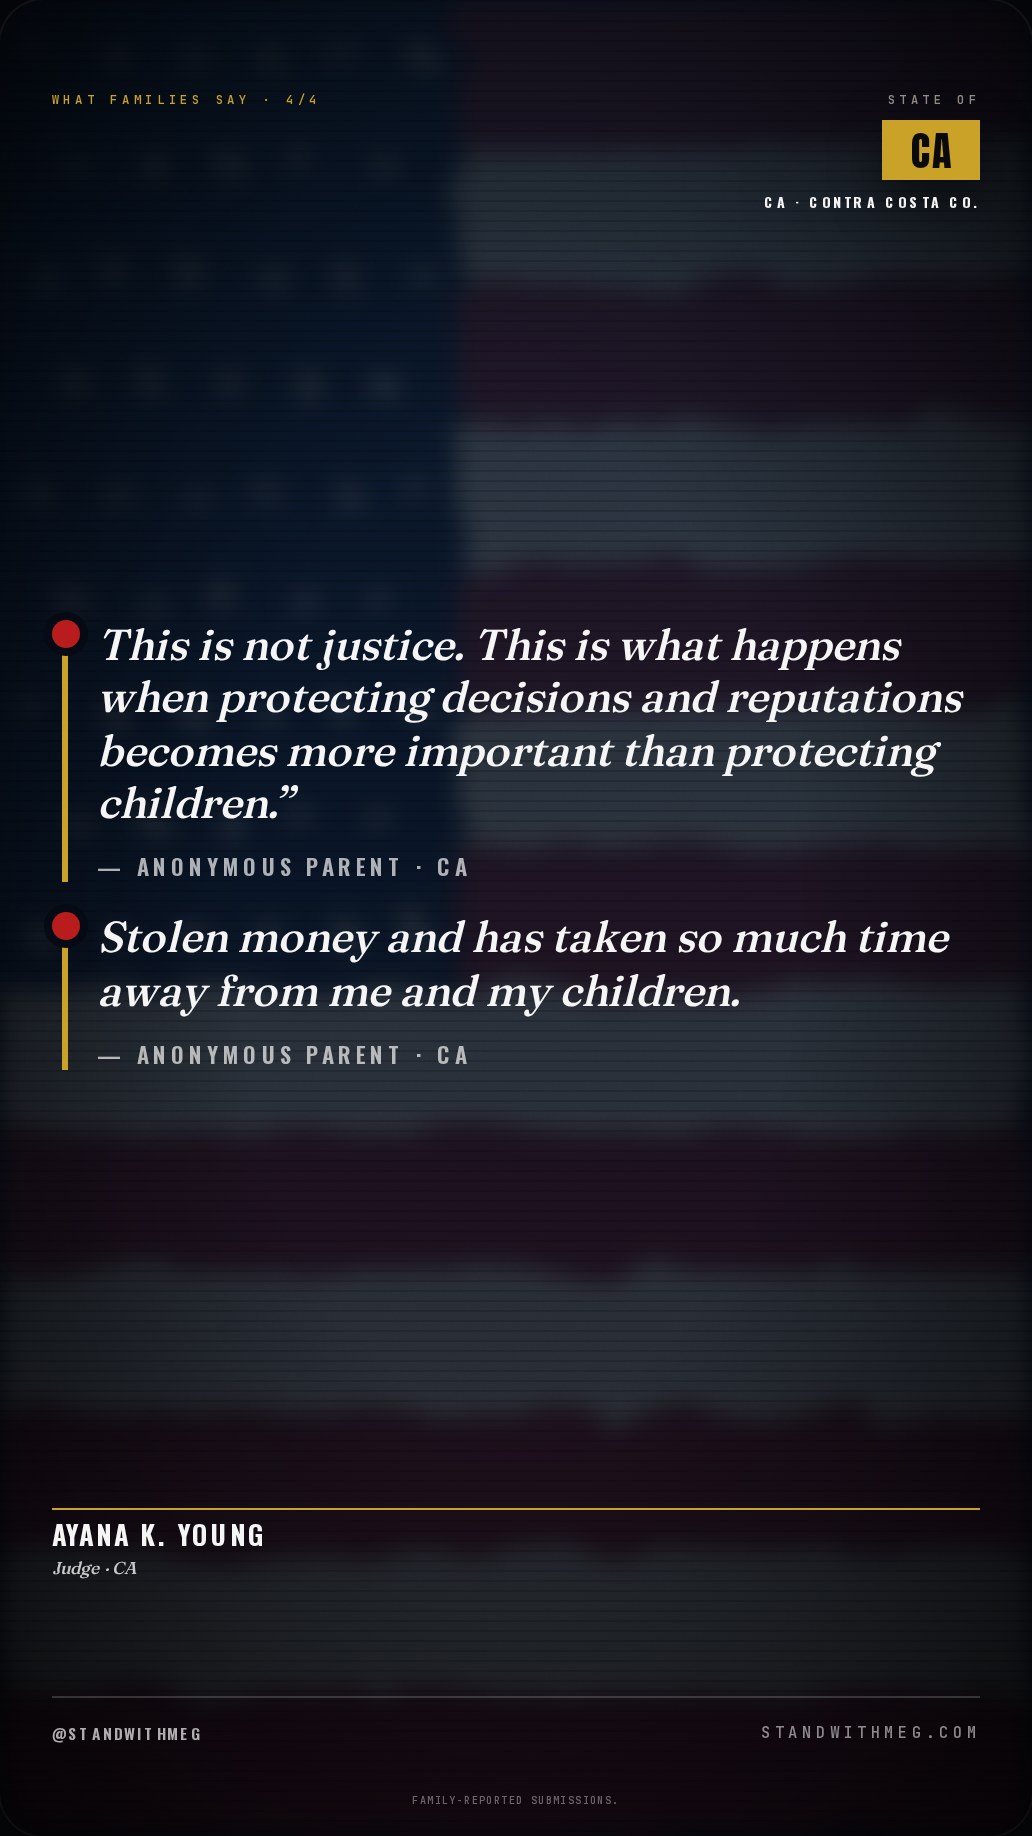 WHAT FAMILIES SAY · 4/4
STATE OF
CA
CA · CONTRA COSTA CO.
This is not justice. This is what happens
when protecting decisions and reputations
becomes more important than protecting
children.”
— ANONYMOUS PARENT · CA
Stolen money and has taken so much time
away from me and my children.
— ANONYMOUS PARENT · CA
AYANA K. YOUNG
Judge · CA
@STANDWITHMEG
STANDWITHMEG.COM
FAMILY-REPORTED SUBMISSIONS.